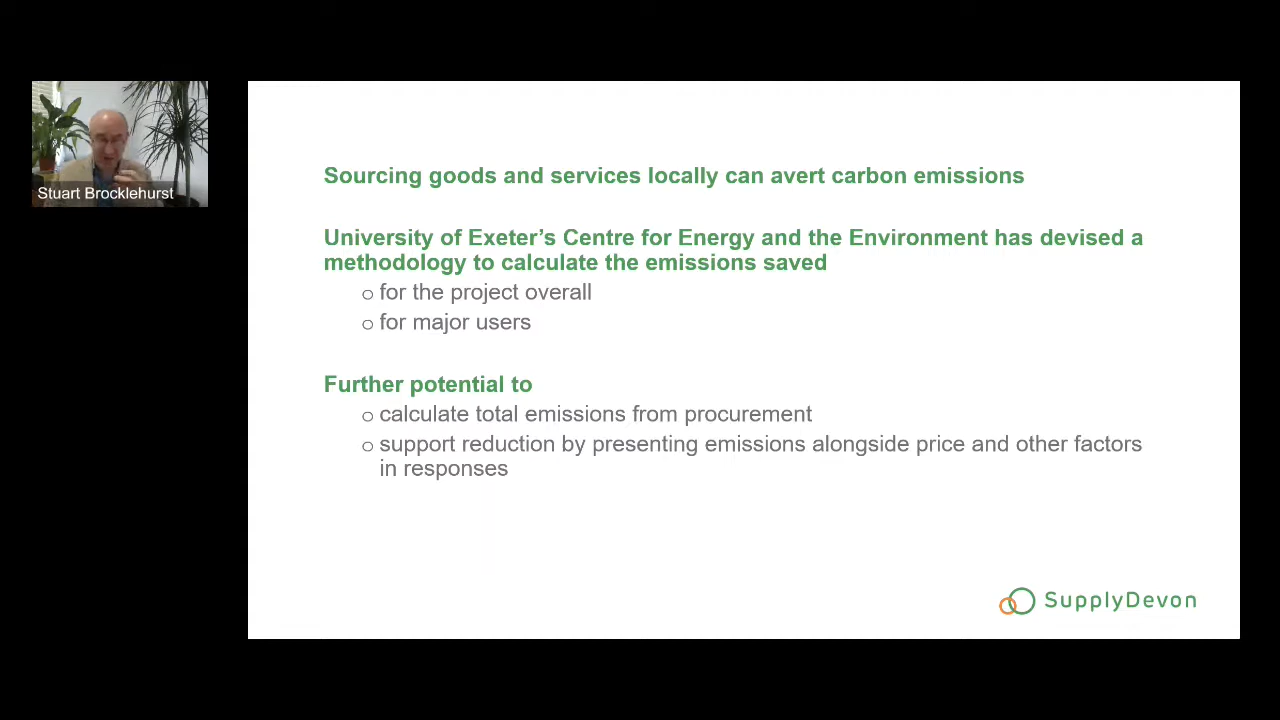 Stuart Brocklehurst
Sourcing goods and services locally can avert carbon emissions
University of Exeter’s Centre for Energy and the Environment has devised a
methodology to calculate the emissions saved
o for the project overall
o for major users
Further potential to
o calculate total emissions from procurement
o support reduction by presenting emissions alongside price and other factors
in responses
SupplyDevon